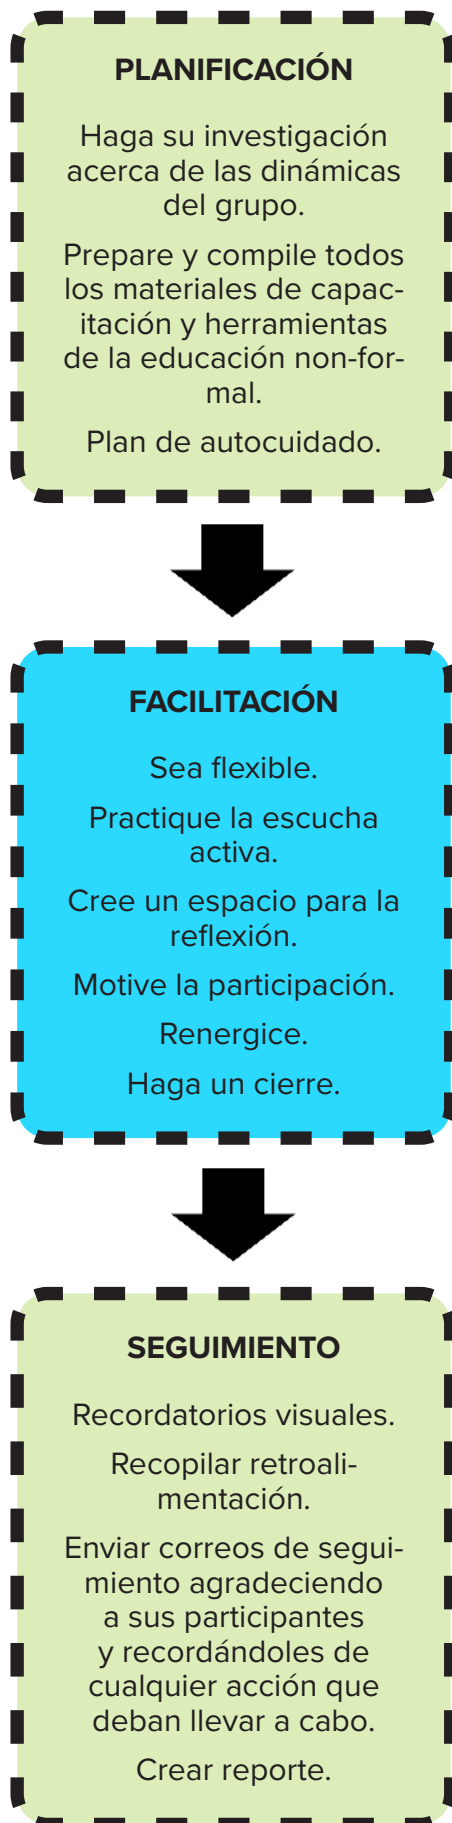 PLANIFICACIÓN
Haga su investigación
acerca de las dinámicas
del grupo.
Prepare y compile todos
los materiales de capac-
itación y herramientas
de la educación non-for-
mal.
Plan de autocuidado.
FACILITACIÓN
Sea flexible.
Practique la escucha
activa.
Cree un espacio para la
reflexión.
Motive la participación.
Renergice.
Haga un cierre.
SEGUIMIENTO
Recordatorios visuales.
Recopilar retroali-
mentación.
Enviar correos de segui-
miento agradeciendo
a sus participantes
y recordándoles de
cualquier acción que
deban llevar a cabo.
Crear reporte.